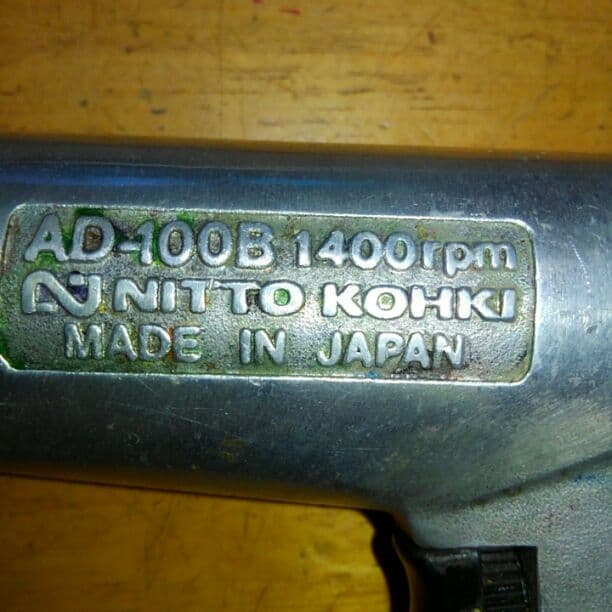 AD-100B 1400rpm
NITTO KOHKI
MADE IN JAPAN